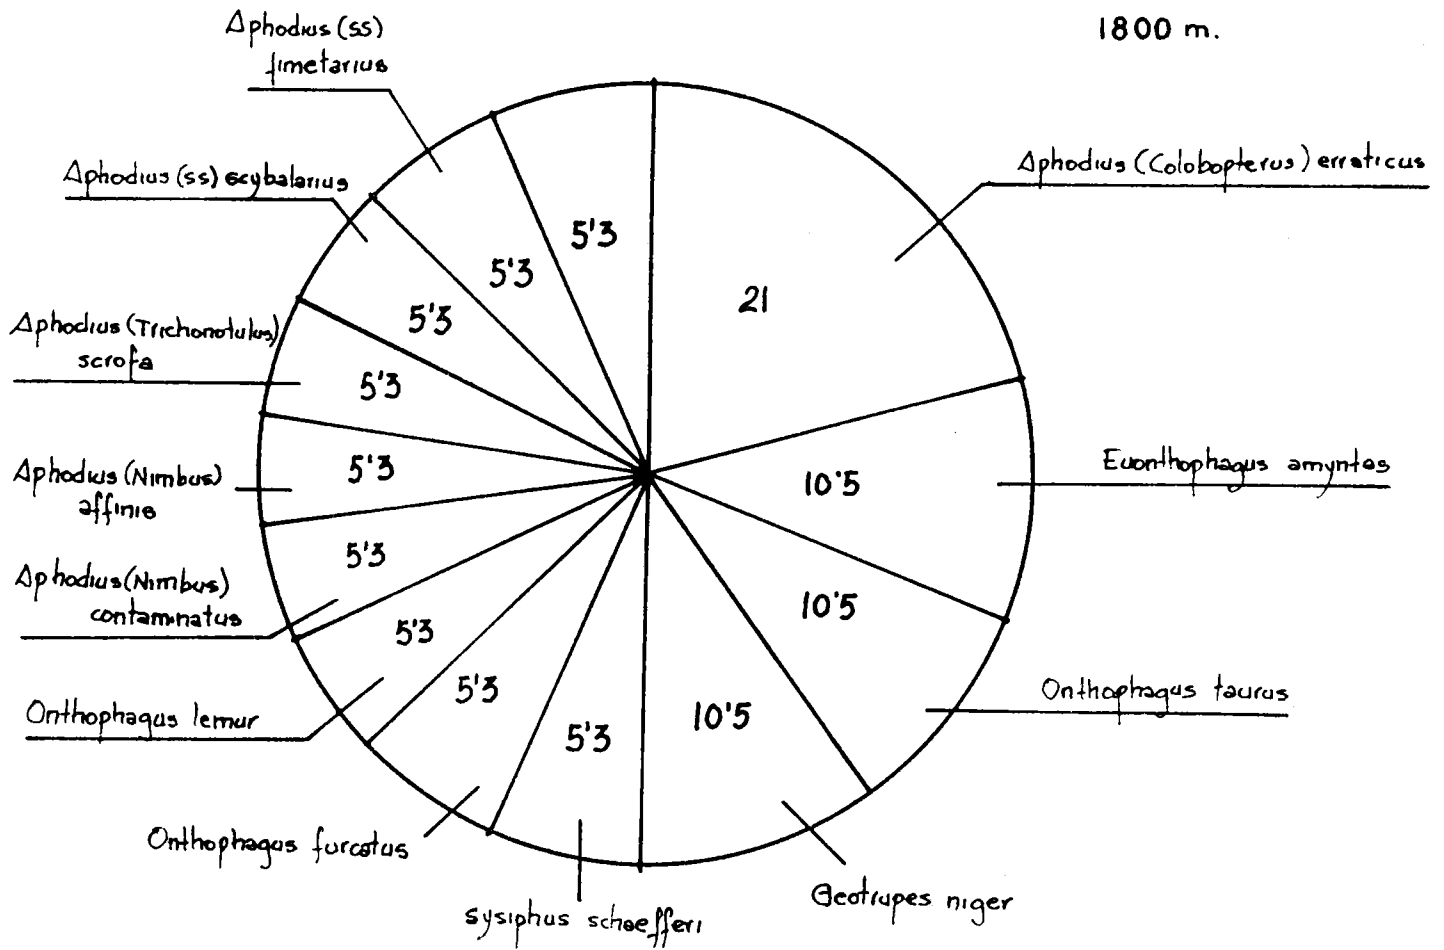 1800 m.
Aphodius (ss)
fimetarius
Aphodius (ss) scybalarius
Aphodius (Trichonotulus)
scrofa
Aphodius (Nimbus)
affinis
Aphodius (Nimbus)
contaminatus
Onthophagus lemur
Onthophagus furcatus
Sysiphus schaefferi
Geotrupes niger
Onthophagus taurus
Euonthophagus amyntas
Aphodius (Colobopterus) erraticus
21
10'5
10'5
10'5
5'3
5'3
5'3
5'3
5'3
5'3
5'3
5'3
5'3